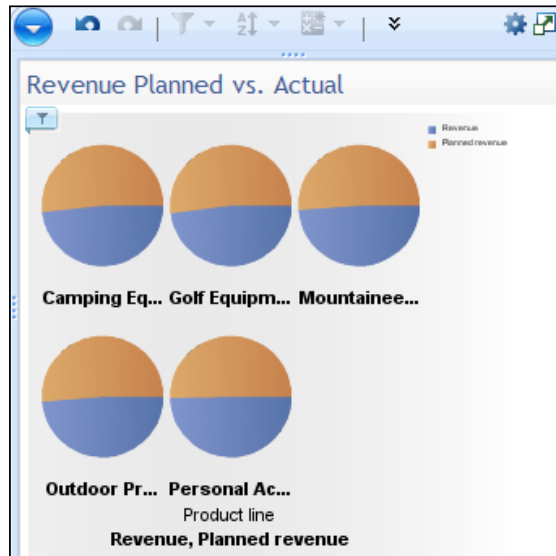 Revenue Planned vs. Actual
Revenue
Planned revenue
Camping Eq... Golf Equipm... Mountainee...
Outdoor Pr... Personal Ac...
Product line
Revenue, Planned revenue